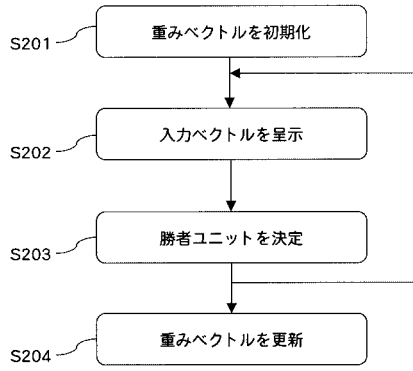 S201
重みベクトルを初期化
S202
入力ベクトルを呈示
S203
勝者ユニットを決定
S204
重みベクトルを更新